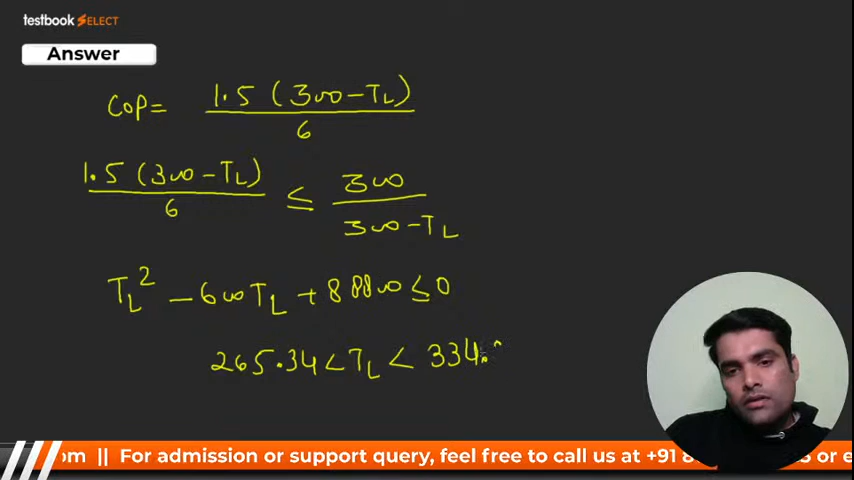 testbook SELECT
Answer
COP = 1.5 (300 - TL) / 6
1.5 (300 - TL) / 6 ≤ 300 / 300 - TL
TL² - 600 TL + 88800 ≤ 0
265.34 < TL < 334.
om || For admission or support query, feel free to call us at +91 8